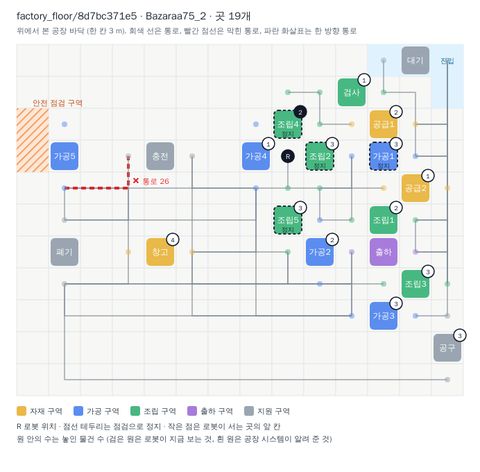 factory_floor/8d7bc371e5 · Bazaraa75_2 · 곳 19개
위에서 본 공장 바닥 (한 칸 3 m). 회색 선은 통로, 빨간 점선은 막힌 통로, 파란 화살표는 한 방향 통로
대기
진입
안전 점검 구역
검사 1
조립4 2
정지
공급1 2
가공5
충전
가공4 1
R
조립2 3
정지
가공1 3
정지
✖ 통로 26
공급2 1
조립5 3
정지
조립1 2
폐기
창고 4
가공2 2
출하
조립3 3
가공3 3
공구 3
자재 구역
가공 구역
조립 구역
출하 구역
지원 구역
R 로봇 위치 · 점선 테두리는 점검으로 정지 · 작은 점은 로봇이 서는 곳의 앞 칸
원 안의 수는 놓인 물건 수 (검은 원은 로봇이 지금 보는 것, 흰 원은 공장 시스템이 알려 준 것)